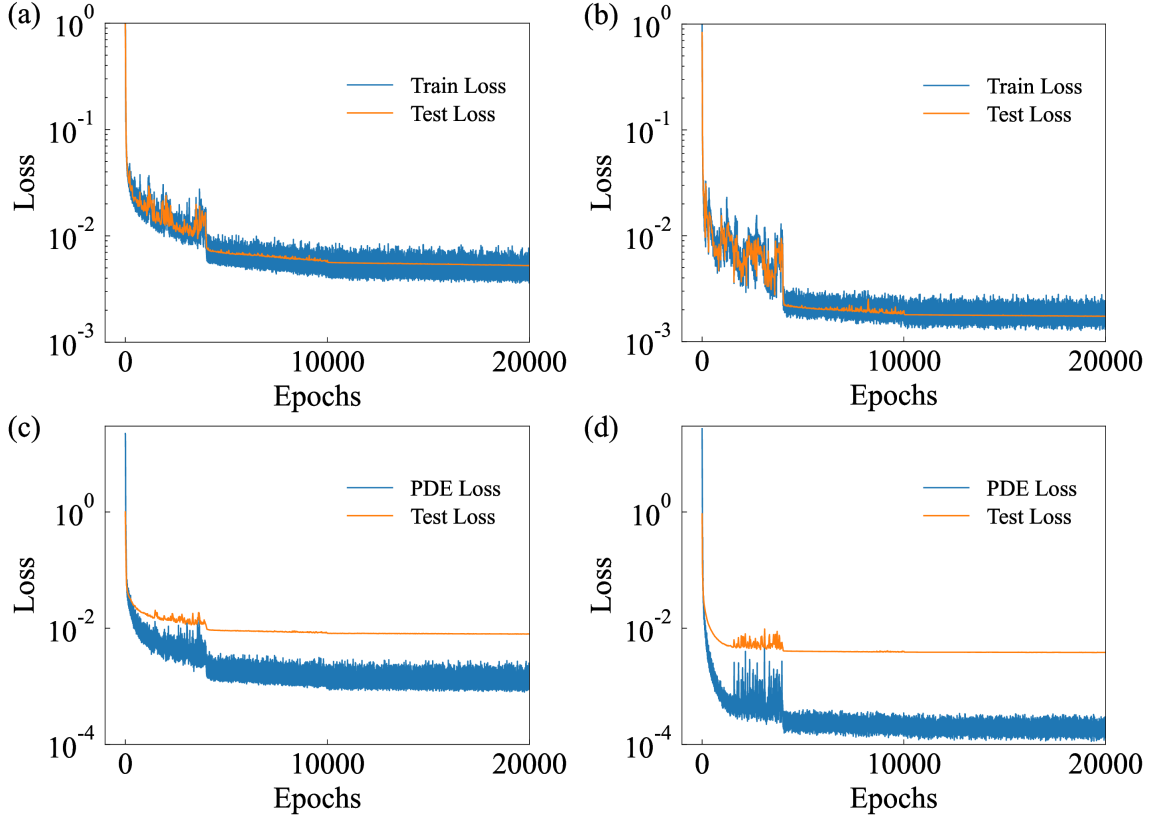 (a)
10^0
10^-1
10^-2
10^-3
Loss
Train Loss
Test Loss
0
10000
20000
Epochs
(b)
10^0
10^-1
10^-2
10^-3
Loss
Train Loss
Test Loss
0
10000
20000
Epochs
(c)
10^0
10^-2
10^-4
Loss
PDE Loss
Test Loss
0
10000
20000
Epochs
(d)
10^0
10^-2
10^-4
Loss
PDE Loss
Test Loss
0
10000
20000
Epochs